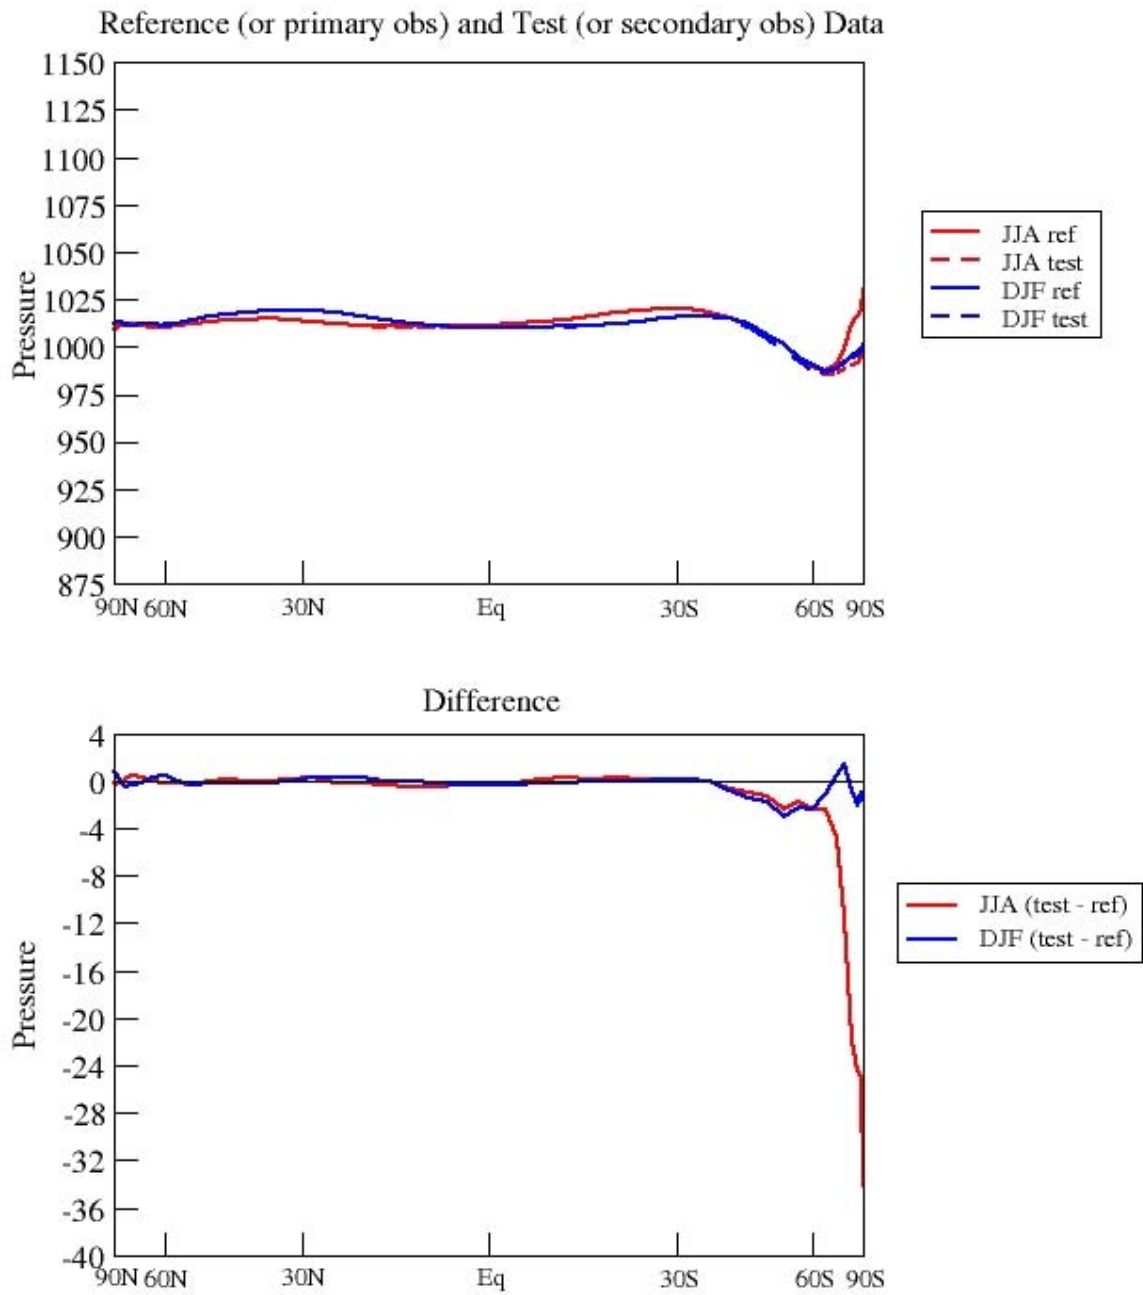 Reference (or primary obs) and Test (or secondary obs) Data
1150
1125
1100
1075
1050
1025
1000
975
950
925
900
875
Pressure
90N 60N 30N Eq 30S 60S 90S
JJA ref
JJA test
DJF ref
DJF test
Difference
4
0
-4
-8
-12
-16
-20
-24
-28
-32
-36
-40
Pressure
90N 60N 30N Eq 30S 60S 90S
JJA (test - ref)
DJF (test - ref)